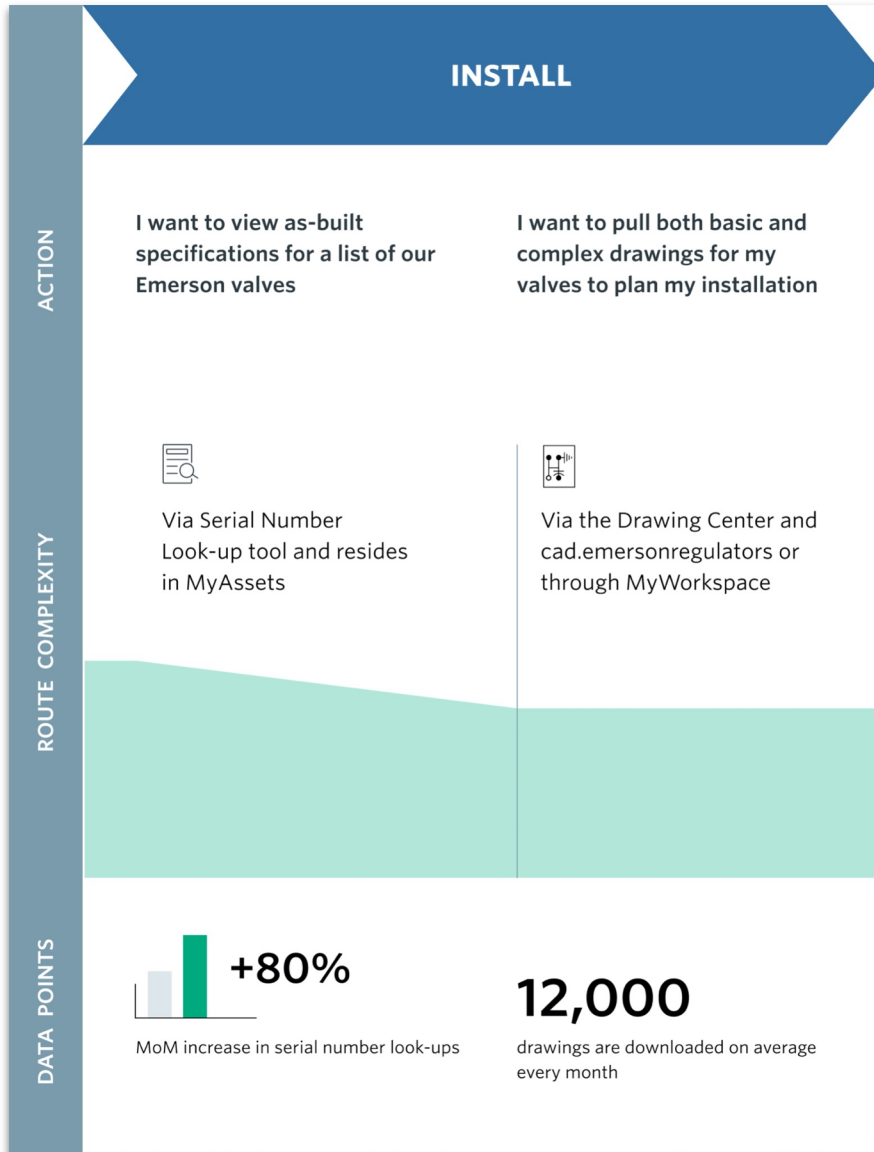 INSTALL
ACTION
I want to view as-built
specifications for a list of our
Emerson valves
I want to pull both basic and
complex drawings for my
valves to plan my installation
ROUTE COMPLEXITY
Via Serial Number
Look-up tool and resides
in MyAssets
Via the Drawing Center and
cad.emersonregulators or
through MyWorkspace
DATA POINTS
+80%
MoM increase in serial number look-ups
12,000
drawings are downloaded on average
every month